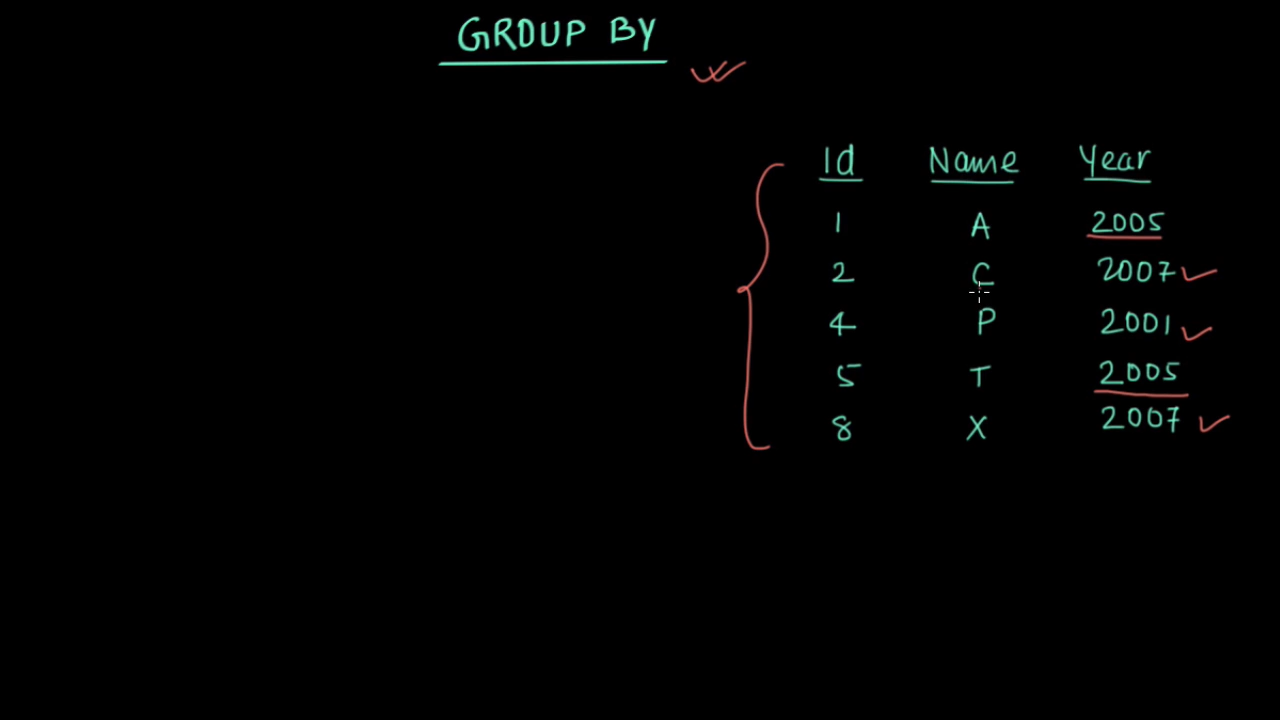 GROUP BY
Id Name Year
1 A 2005
2 C 2007
4 P 2001
5 T 2005
8 X 2007